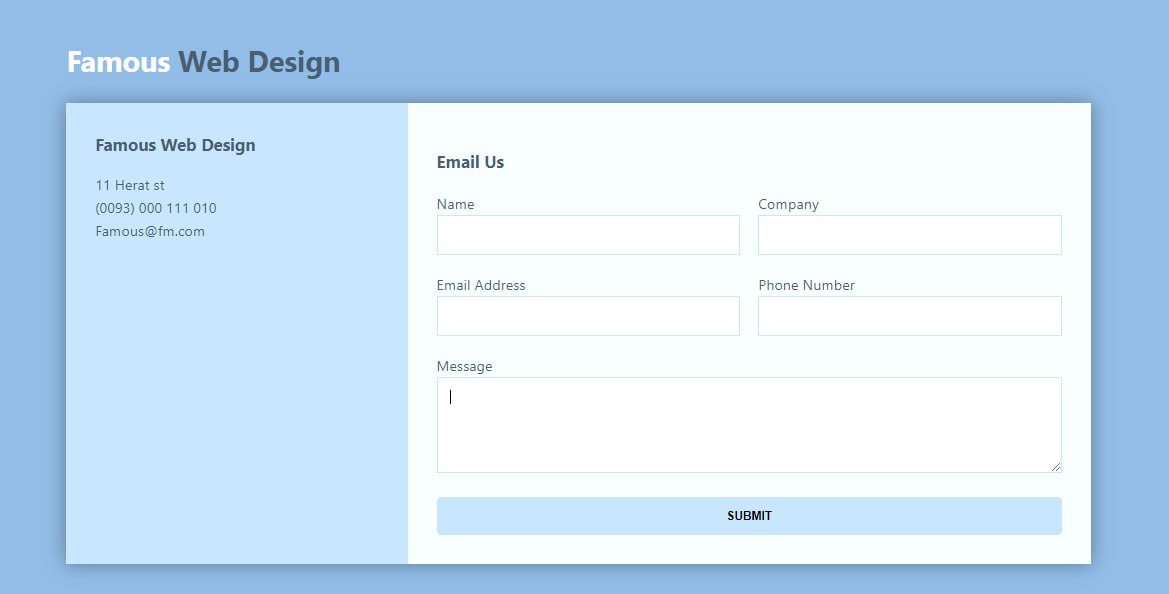 Famous Web Design
Famous Web Design
11 Herat st
(0093) 000 111 010
Famous@fm.com
Email Us
Name
Company
Email Address
Phone Number
Message
SUBMIT